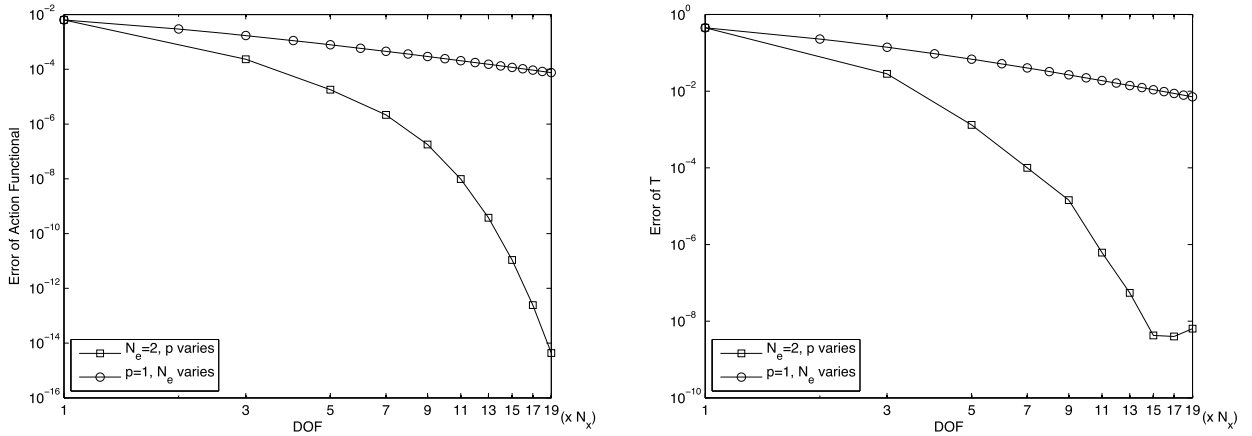 10^-2
10^-4
10^-6
10^-8
10^-10
10^-12
10^-14
10^-16
Error of Action Functional
N_e=2, p varies
p=1, N_e varies
1 3 5 7 9 11 13 15 17 19 (x N_x)
DOF
10^0
10^-2
10^-4
10^-6
10^-8
10^-10
Error of T
N_e=2, p varies
p=1, N_e varies
1 3 5 7 9 11 13 15 17 19 (x N_x)
DOF